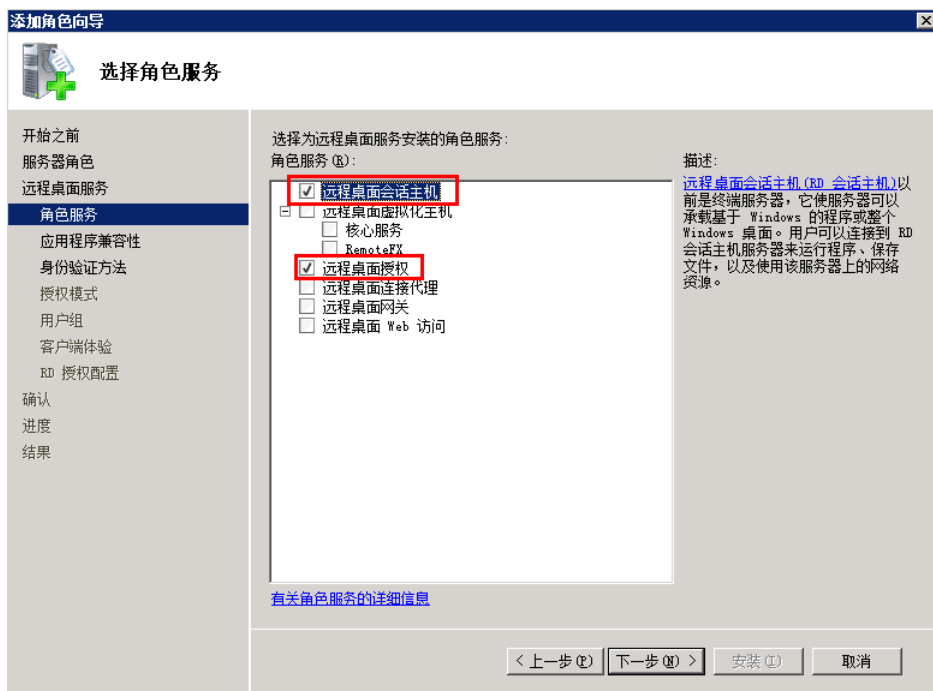 添加角色向导
选择角色服务
开始之前
服务器角色
远程桌面服务
角色服务
应用程序兼容性
身份验证方法
授权模式
用户组
客户端体验
RD 授权配置
确认
进度
结果
选择为远程桌面服务安装的角色服务:
角色服务(R):
远程桌面会话主机
远程桌面虚拟化主机
核心服务
RemoteFX
远程桌面授权
远程桌面连接代理
远程桌面网关
远程桌面 Web 访问
有关角色服务的详细信息
描述:
远程桌面会话主机(RD 会话主机)以
前是终端服务器，它使服务器可以
承载基于 Windows 的程序或整个
Windows 桌面。用户可以连接到 RD
会话主机服务器来运行程序、保存
文件，以及使用该服务器上的网络
资源。
< 上一步(P)
下一步(N) >
安装(I)
取消